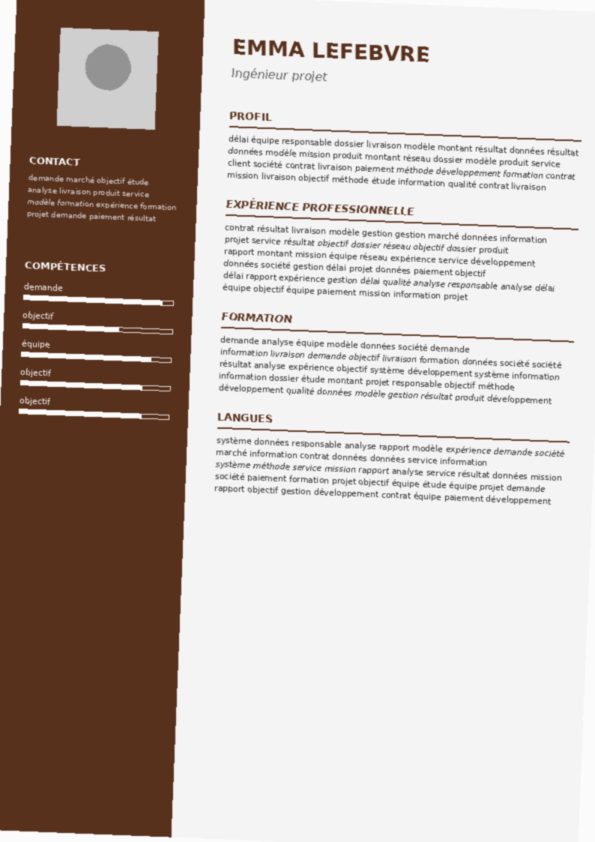 CONTACT
demande marché objectif étude
analyse livraison produit service
modèle formation expérience formation
projet demande paiement résultat
COMPÉTENCES
demande
objectif
équipe
objectif
objectif
EMMA LEFEBVRE
Ingénieur projet
PROFIL
délai équipe responsable dossier livraison modèle montant résultat données résultat
données modèle mission produit montant réseau dossier modèle produit service
client société contrat livraison paiement méthode développement formation contrat
mission livraison objectif méthode étude information qualité contrat livraison
EXPÉRIENCE PROFESSIONNELLE
contrat résultat livraison modèle gestion gestion marché données information
projet service résultat objectif dossier réseau objectif dossier produit
rapport montant mission équipe réseau expérience service développement
données société gestion délai projet données paiement objectif
délai rapport expérience gestion délai qualité analyse responsable analyse délai
équipe objectif équipe paiement mission information projet
FORMATION
demande analyse équipe modèle données société demande
information livraison demande objectif livraison formation données société société
résultat analyse expérience objectif système développement système information
information dossier étude montant projet responsable objectif méthode
développement qualité données modèle gestion résultat produit développement
LANGUES
système données responsable analyse rapport modèle expérience demande société
marché information contrat données données service information
système méthode service mission rapport analyse service résultat données mission
société paiement formation projet objectif équipe étude équipe projet demande
rapport objectif gestion développement contrat équipe paiement développement